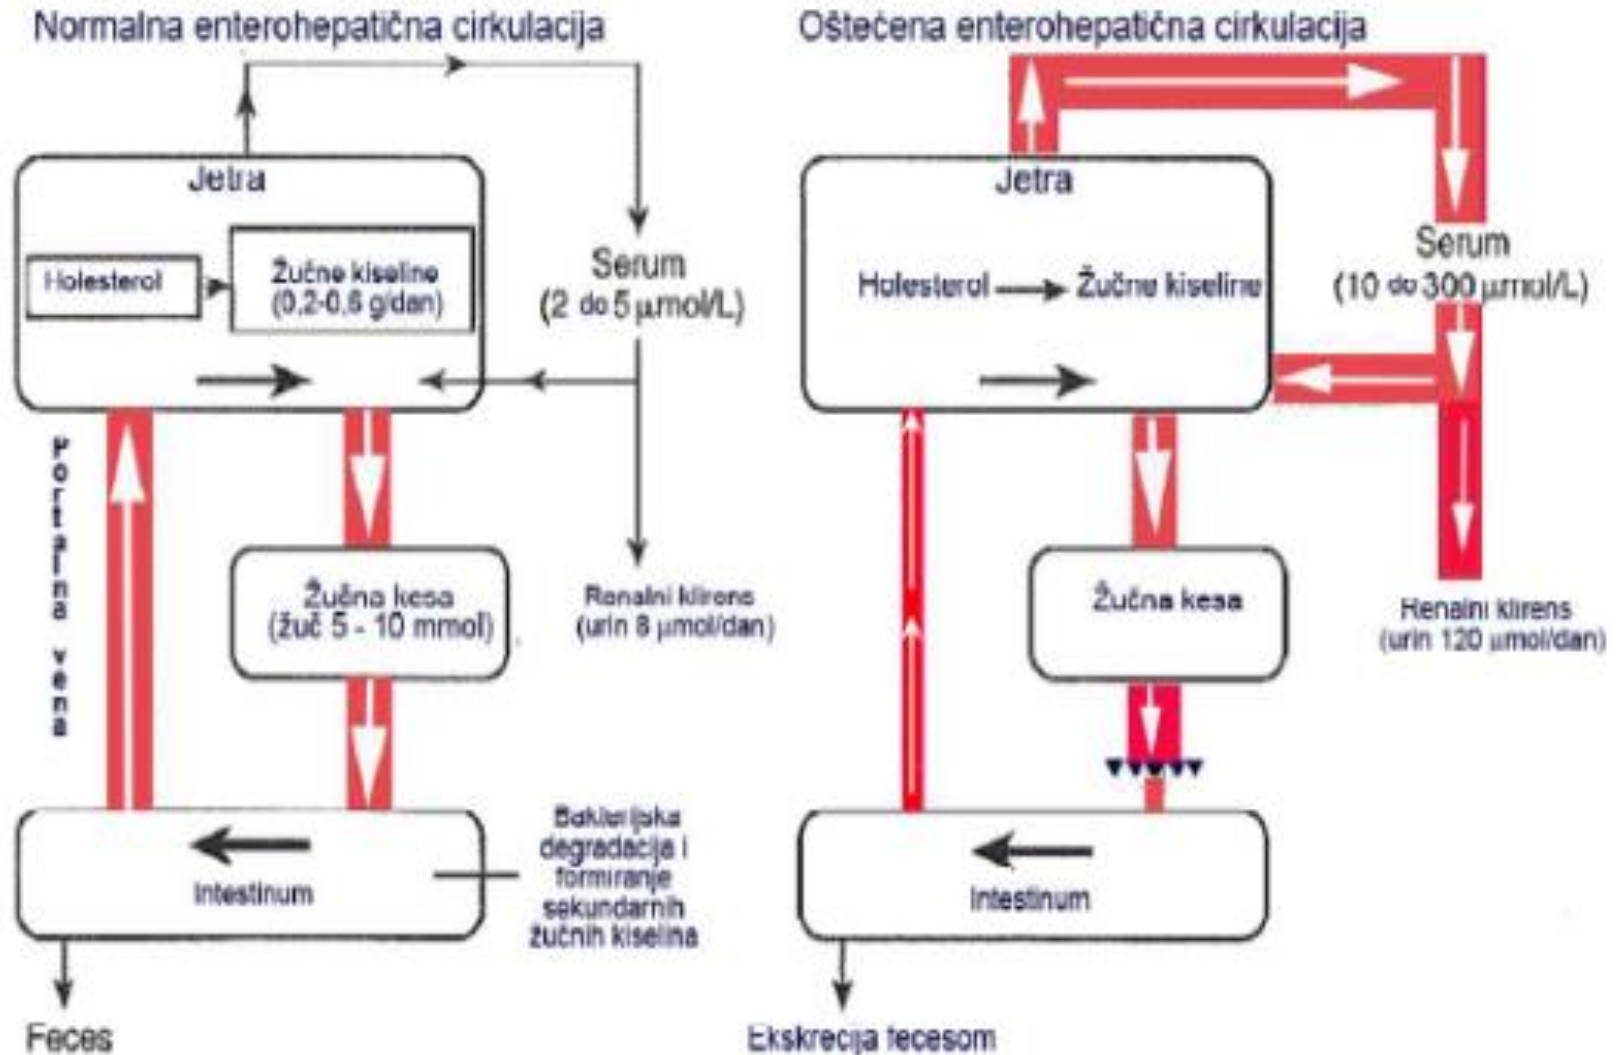 Normalna enterohepatična cirkulacija
Jetra
Holesterol
Žučne kiseline
(0,2-0,6 g/dan)
Serum
(2 do 5 µmol/L)
Portalna vena
Žučna kesa
(žuč 5 - 10 mmol)
Renalni klirens
(urin 8 µmol/dan)
Intestinum
Bakterijska
degradacija i
formiranje
sekundarnih
žučnih kiselina
Feces
Oštećena enterohepatična cirkulacija
Jetra
Holesterol
Žučne kiseline
Serum
(10 do 300 µmol/L)
Žučna kesa
Renalni klirens
(urin 120 µmol/dan)
Intestinum
Ekskrecija fecesom